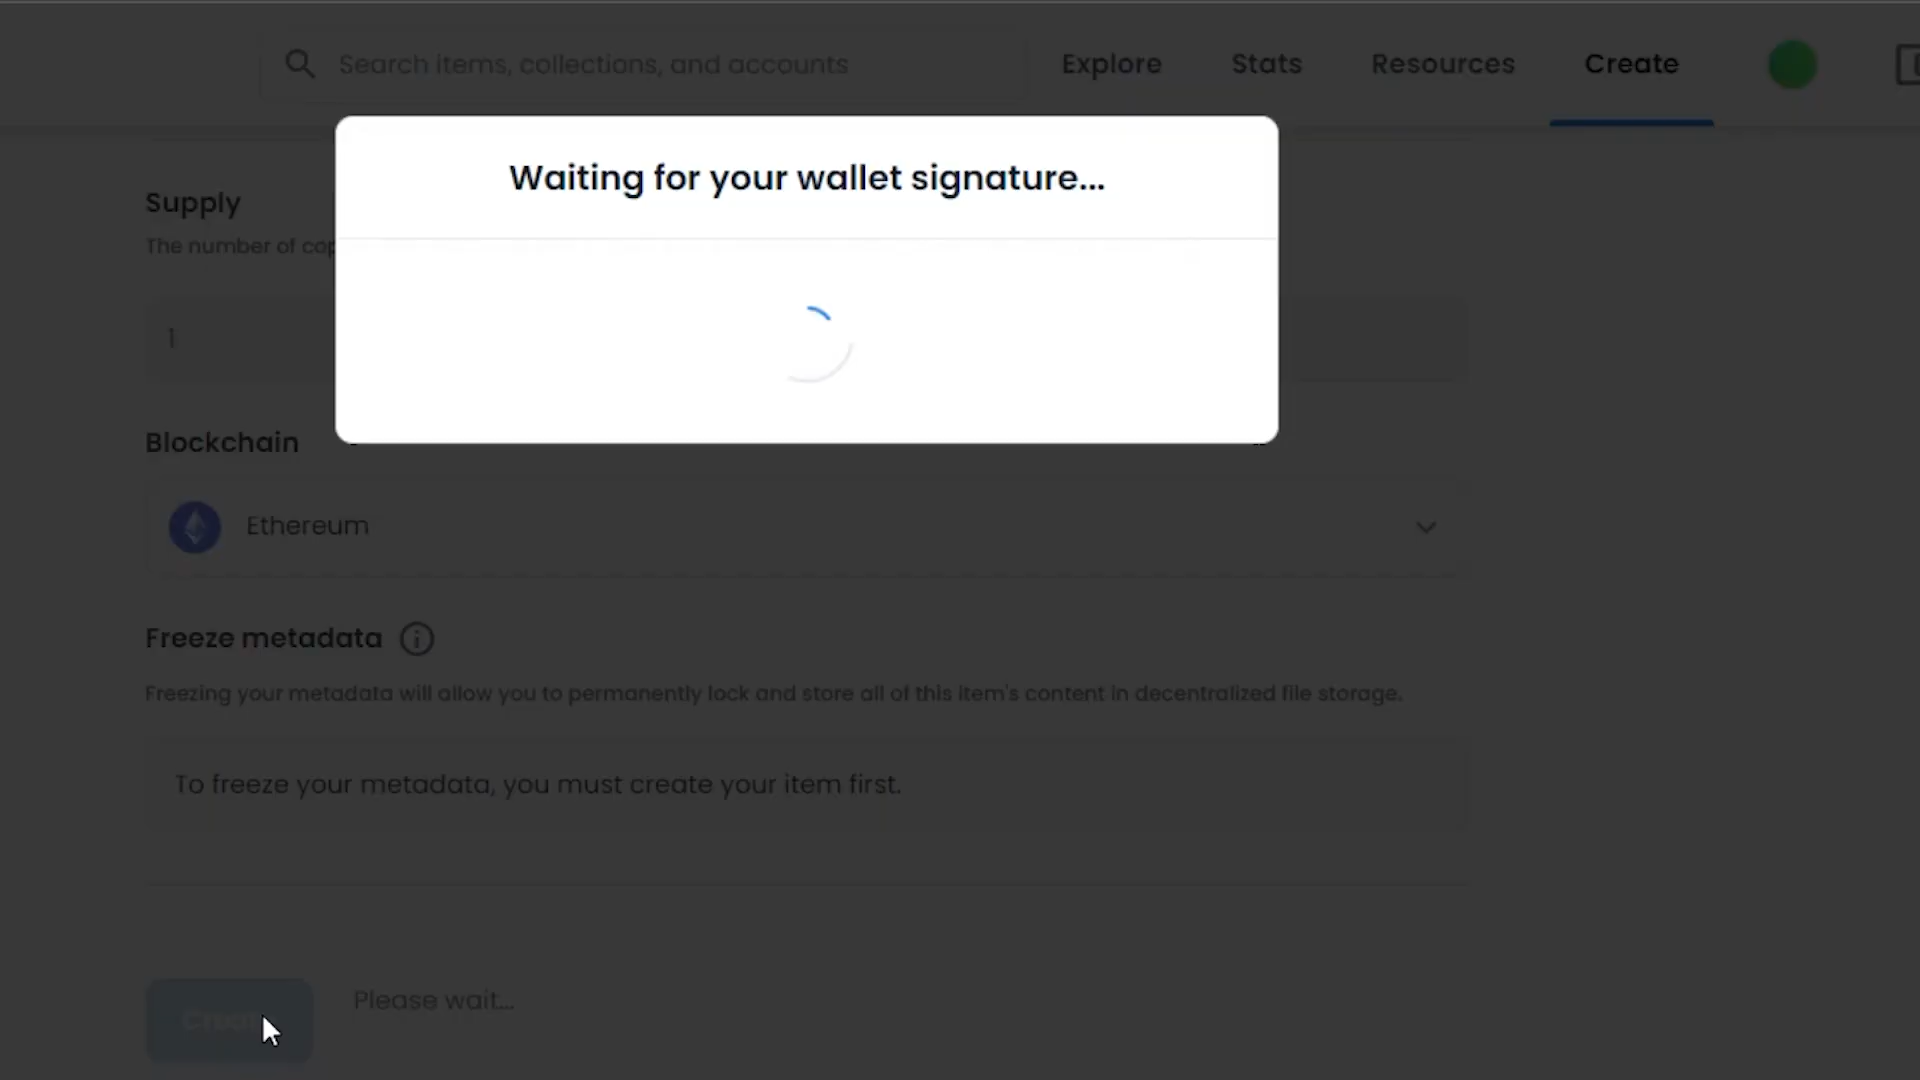 Search items, collections, and accounts
Explore
Stats
Resources
Create
Waiting for your wallet signature...
Supply
The number of
1
Blockchain
Ethereum
Freeze metadata
Freezing your metadata will allow you to permanently lock and store all of this item's content in decentralized file storage.
To freeze your metadata, you must create your item first.
Please wait...